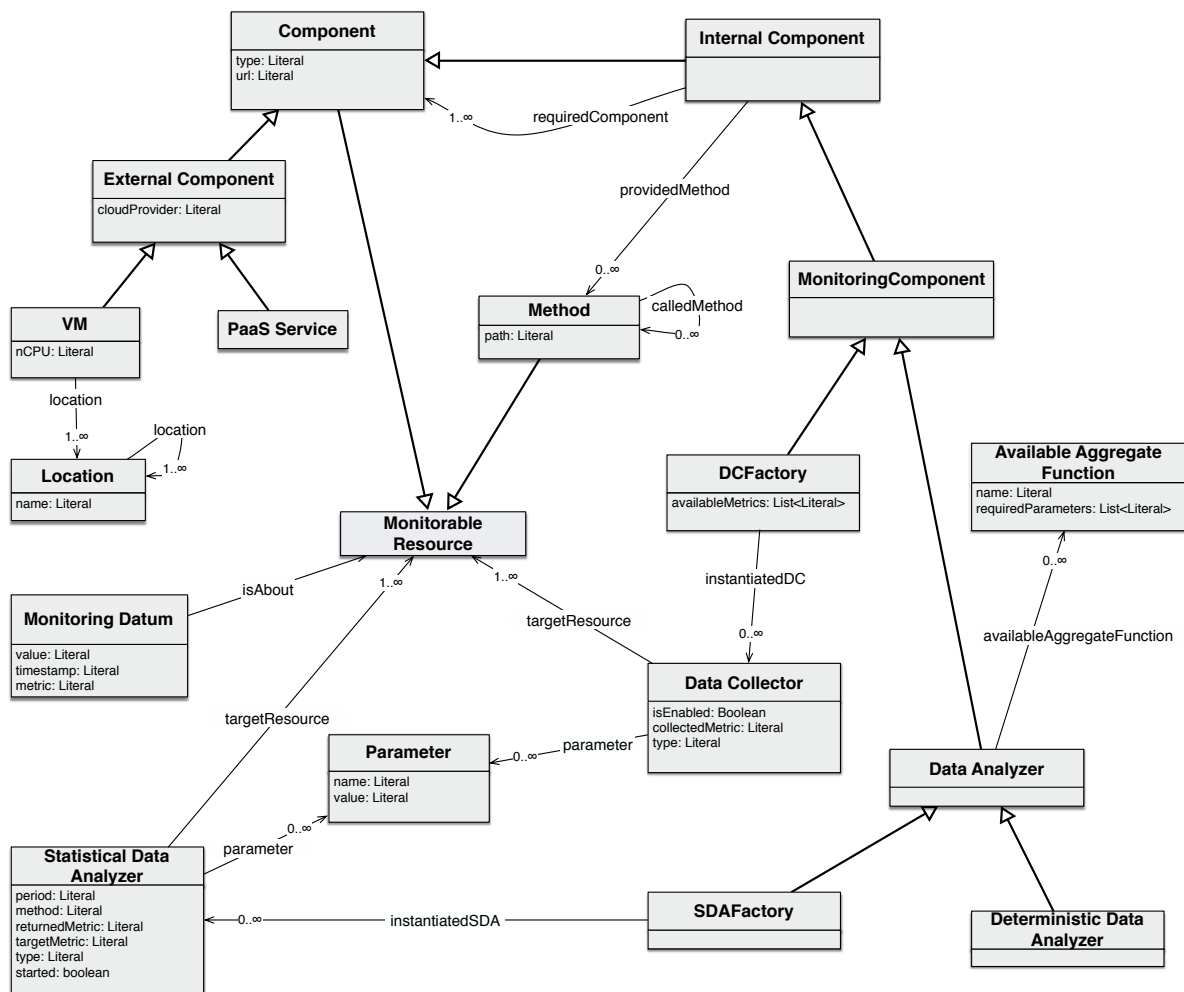 Component
type: Literal
url: Literal
Internal Component
1..∞
requiredComponent
External Component
cloudProvider: Literal
providedMethod
0..∞
MonitoringComponent
VM
nCPU: Literal
PaaS Service
Method
path: Literal
calledMethod
0..∞
location
1..∞
location
1..∞
Location
name: Literal
DCFactory
availableMetrics: List<Literal>
Available Aggregate
Function
name: Literal
requiredParameters: List<Literal>
Monitorable
Resource
0..∞
isAbout
1..∞
1..∞
instantiatedDC
Monitoring Datum
value: Literal
timestamp: Literal
metric: Literal
targetResource
0..∞
availableAggregateFunction
Data Collector
isEnabled: Boolean
collectedMetric: Literal
type: Literal
targetResource
Parameter
name: Literal
value: Literal
0..∞
parameter
Data Analyzer
0..∞
parameter
Statistical Data
Analyzer
period: Literal
method: Literal
returnedMetric: Literal
targetMetric: Literal
type: Literal
started: boolean
0..∞
instantiatedSDA
SDAFactory
Deterministic Data
Analyzer